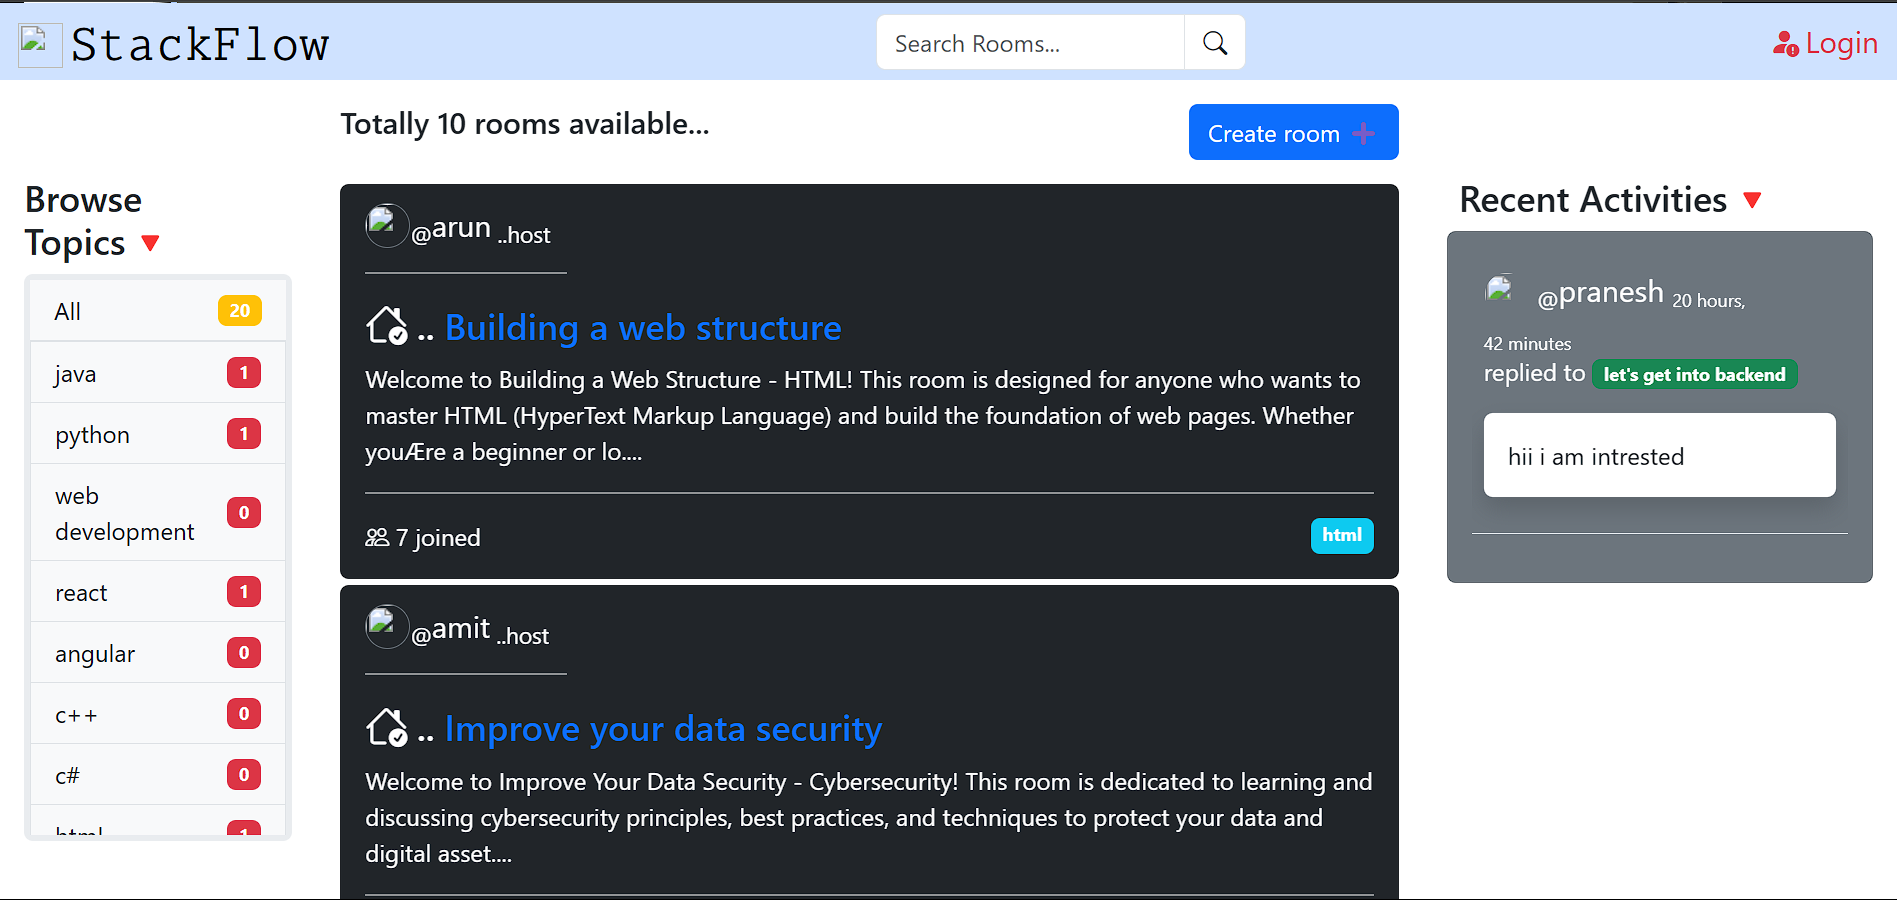 StackFlow
Search Rooms...
Login
Totally 10 rooms available...
Create room
Browse
Topics
All 20
java 1
python 1
web
development 0
react 1
angular 0
c++ 0
c# 0
html 1
@arun ..host
.. Building a web structure
Welcome to Building a Web Structure - HTML! This room is designed for anyone who wants to
master HTML (HyperText Markup Language) and build the foundation of web pages. Whether
youÆre a beginner or lo....
7 joined
html
@amit ..host
.. Improve your data security
Welcome to Improve Your Data Security - Cybersecurity! This room is dedicated to learning and
discussing cybersecurity principles, best practices, and techniques to protect your data and
digital asset....
Recent Activities
@pranesh 20 hours,
42 minutes
replied to let's get into backend
hii i am intrested